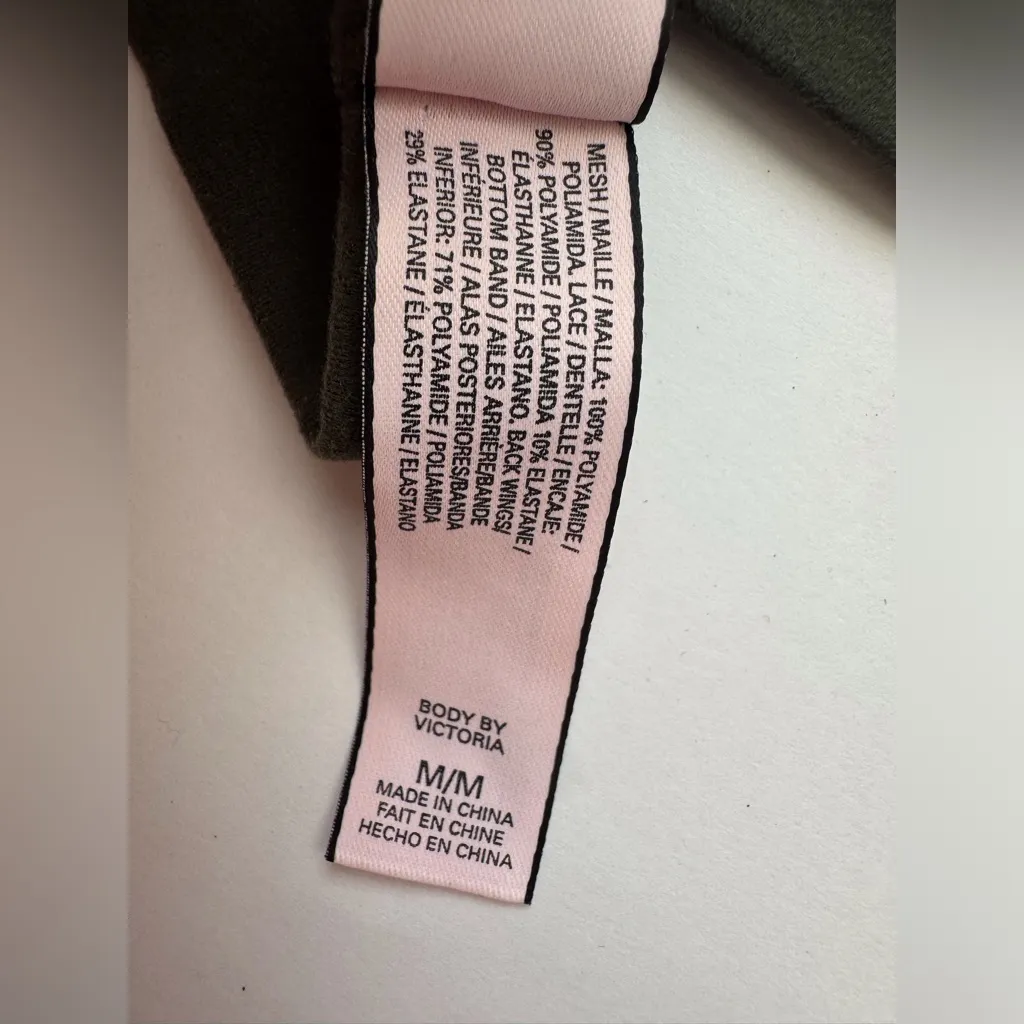 MESH / MAILLE / MALLA: 100% POLYAMIDE /
POLIAMIDA. LACE / DENTELLE / ENCAJE:
90% POLYAMIDE / POLIAMIDA 10% ELASTANE /
ÉLASTHANNE / ELASTANO. BACK WINGS/
BOTTOM BAND / AILES ARRIÈRE/BANDE
INFÉRIEURE / ALAS POSTERIORES/BANDA
INFERIOR: 71% POLYAMIDE / POLIAMIDA
29% ELASTANE / ÉLASTHANNE / ELASTANO
BODY BY
VICTORIA
M/M
MADE IN CHINA
FAIT EN CHINE
HECHO EN CHINA